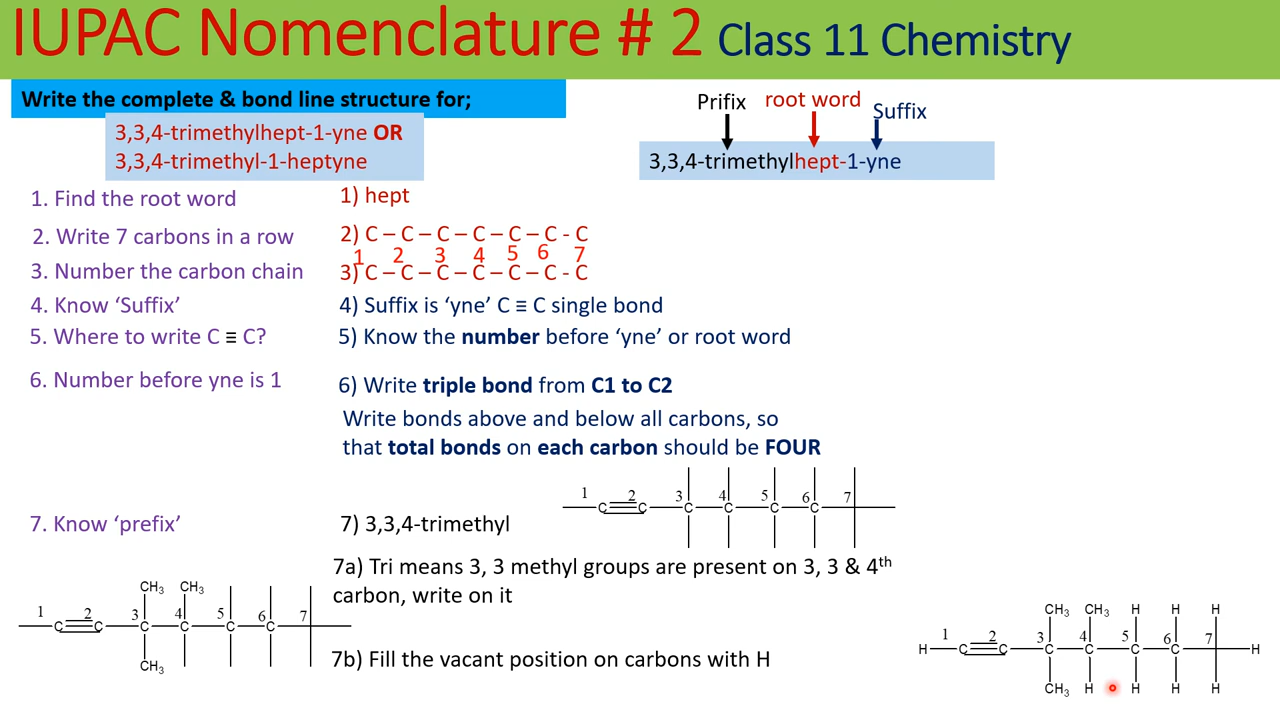 IUPAC Nomenclature # 2 Class 11 Chemistry
Write the complete & bond line structure for;
3,3,4-trimethylhept-1-yne OR
3,3,4-trimethyl-1-heptyne
Prifix root word Suffix
3,3,4-trimethylhept-1-yne
1. Find the root word
1) hept
2. Write 7 carbons in a row
2) C – C – C – C – C – C - C
1 2 3 4 5 6 7
3. Number the carbon chain
3) C – C – C – C – C – C - C
4. Know ‘Suffix’
4) Suffix is ‘yne’ C ≡ C single bond
5. Where to write C ≡ C?
5) Know the number before ‘yne’ or root word
6. Number before yne is 1
6) Write triple bond from C1 to C2
Write bonds above and below all carbons, so
that total bonds on each carbon should be FOUR
1 2 3 4 5 6 7
C C C C C C
7. Know ‘prefix’
7) 3,3,4-trimethyl
7a) Tri means 3, 3 methyl groups are present on 3, 3 & 4th
carbon, write on it
CH3 CH3
1 2 3 4 5 6 7
C C C C C C
CH3
7b) Fill the vacant position on carbons with H
CH3 CH3 H H H
1 2 3 4 5 6 7
H C C C C C C H
CH3 H H H H